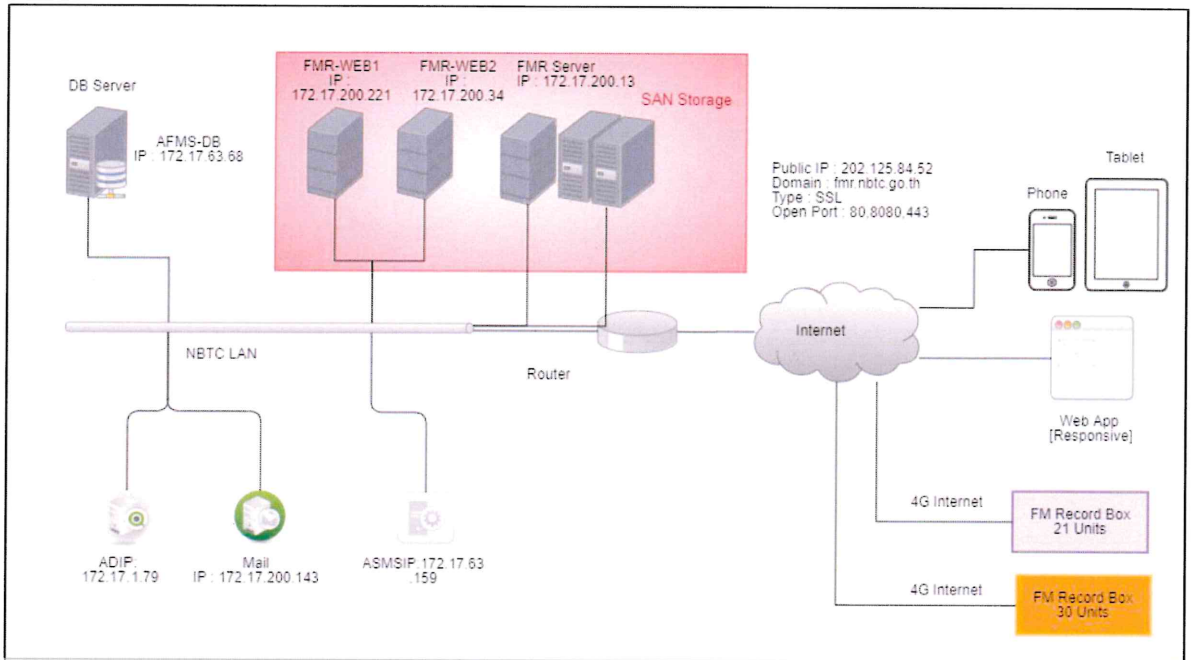 DB Server
AFMS-DB
IP : 172.17.63.68
FMR-WEB1
IP :
172.17.200.221
FMR-WEB2
IP :
172.17.200.34
FMR Server
IP : 172.17.200.13
SAN Storage
Public IP : 202.125.84.52
Domain : fmr.nbtc.go.th
Type : SSL
Open Port : 80,8080,443
Phone
Tablet
NBTC LAN
Router
Internet
Web App
[Responsive]
ADIP:
172.17.1.79
Mail
IP : 172.17.200.143
ASMSIP.172.17.63
.159
4G Internet
FM Record Box
21 Units
4G Internet
FM Record Box
30 Units